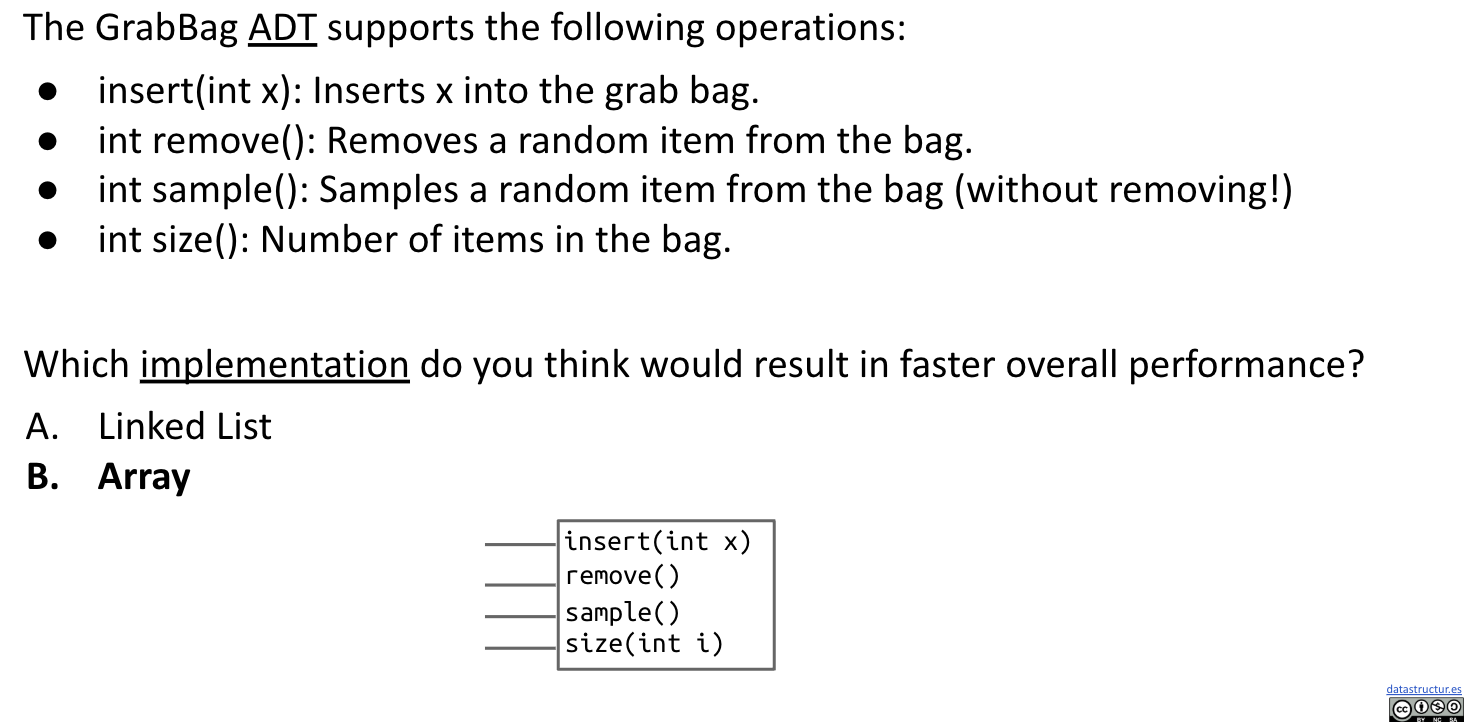 The GrabBag ADT supports the following operations:
● insert(int x): Inserts x into the grab bag.
● int remove(): Removes a random item from the bag.
● int sample(): Samples a random item from the bag (without removing!)
● int size(): Number of items in the bag.
Which implementation do you think would result in faster overall performance?
A. Linked List
B. Array
insert(int x)
remove()
sample()
size(int i)
datastructur.es
cc
BY NC SA